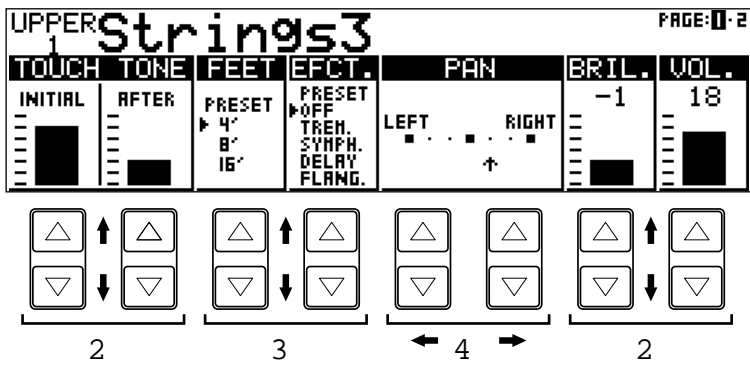 UPPER 1 Strings3 PAGE:1·2
TOUCH TONE FEET EFCT. PAN BRIL. VOL.
INITIAL AFTER
PRESET
4'
8'
16'
PRESET
OFF
TREM.
SYMPH.
DELAY
FLANG.
LEFT RIGHT
-1
18
2 3 4 2